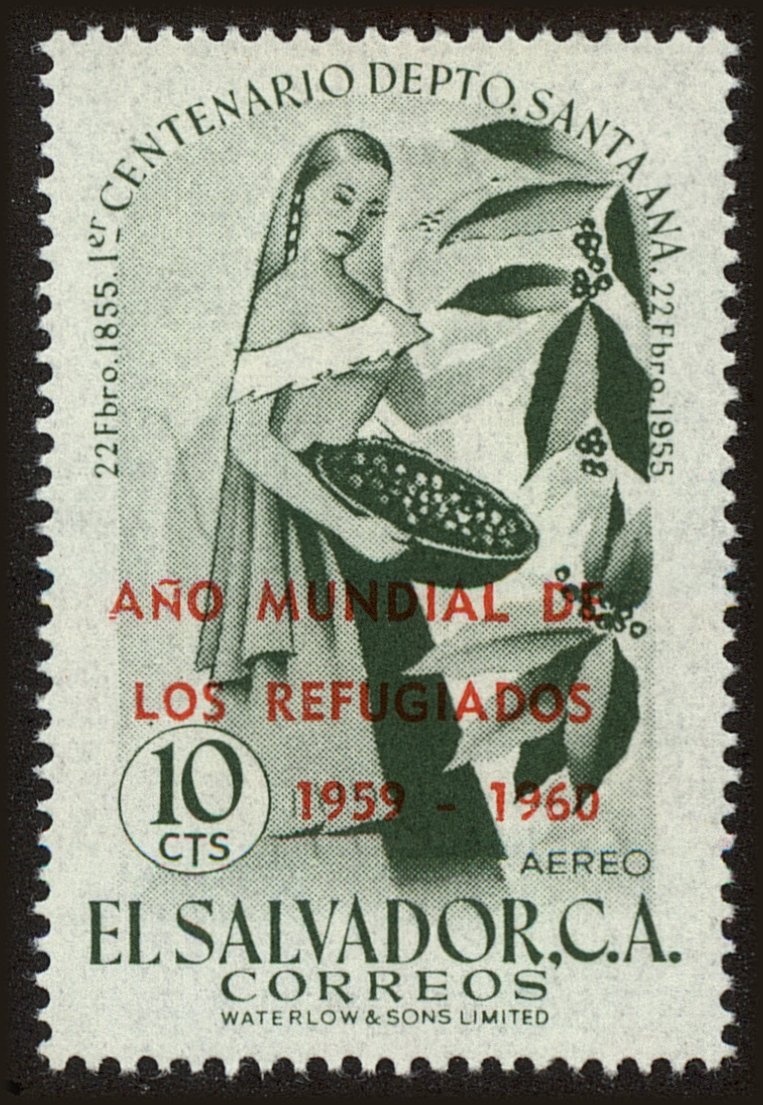 22 Fbro. 1855. 1er CENTENARIO DEPTO. SANTA ANA. 22 Fbro. 1955
AÑO MUNDIAL DE
LOS REFUGIADOS
1959 - 1960
10
CTS
AEREO
EL SALVADOR, C.A.
CORREOS
WATERLOW & SONS LIMITED